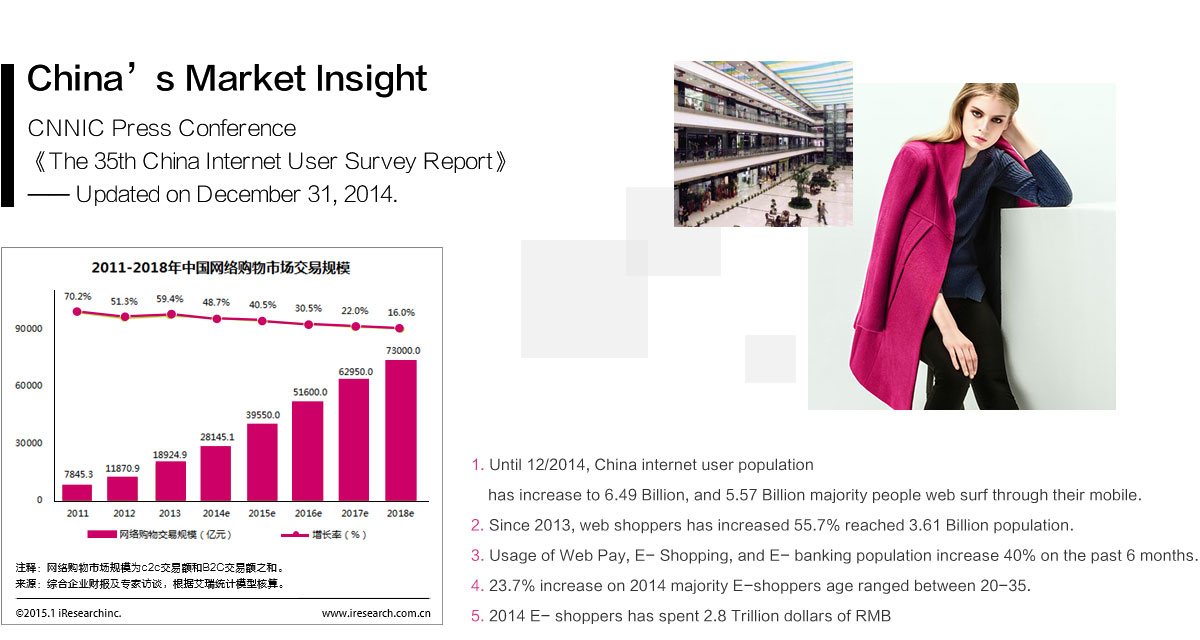 China’s Market Insight
CNNIC Press Conference
《The 35th China Internet User Survey Report》
—— Updated on December 31, 2014.
2011-2018年中国网络购物市场交易规模
70.2% 51.3% 59.4% 48.7% 40.5% 30.5% 22.0% 16.0%
90000
60000
30000
0
7845.3 11870.9 18924.9 28145.1 39550.0 51600.0 62950.0 73000.0
2011 2012 2013 2014e 2015e 2016e 2017e 2018e
网络购物交易规模（亿元） 增长率（%）
注释：网络购物市场规模为c2c交易额和B2C交易额之和。
来源：综合企业财报及专家访谈，根据艾瑞统计模型核算。
©2015.1 iResearchinc. www.iresearch.com.cn
1. Until 12/2014, China internet user population
has increase to 6.49 Billion, and 5.57 Billion majority people web surf through their mobile.
2. Since 2013, web shoppers has increased 55.7% reached 3.61 Billion population.
3. Usage of Web Pay, E- Shopping, and E- banking population increase 40% on the past 6 months.
4. 23.7% increase on 2014 majority E-shoppers age ranged between 20-35.
5. 2014 E- shoppers has spent 2.8 Trillion dollars of RMB